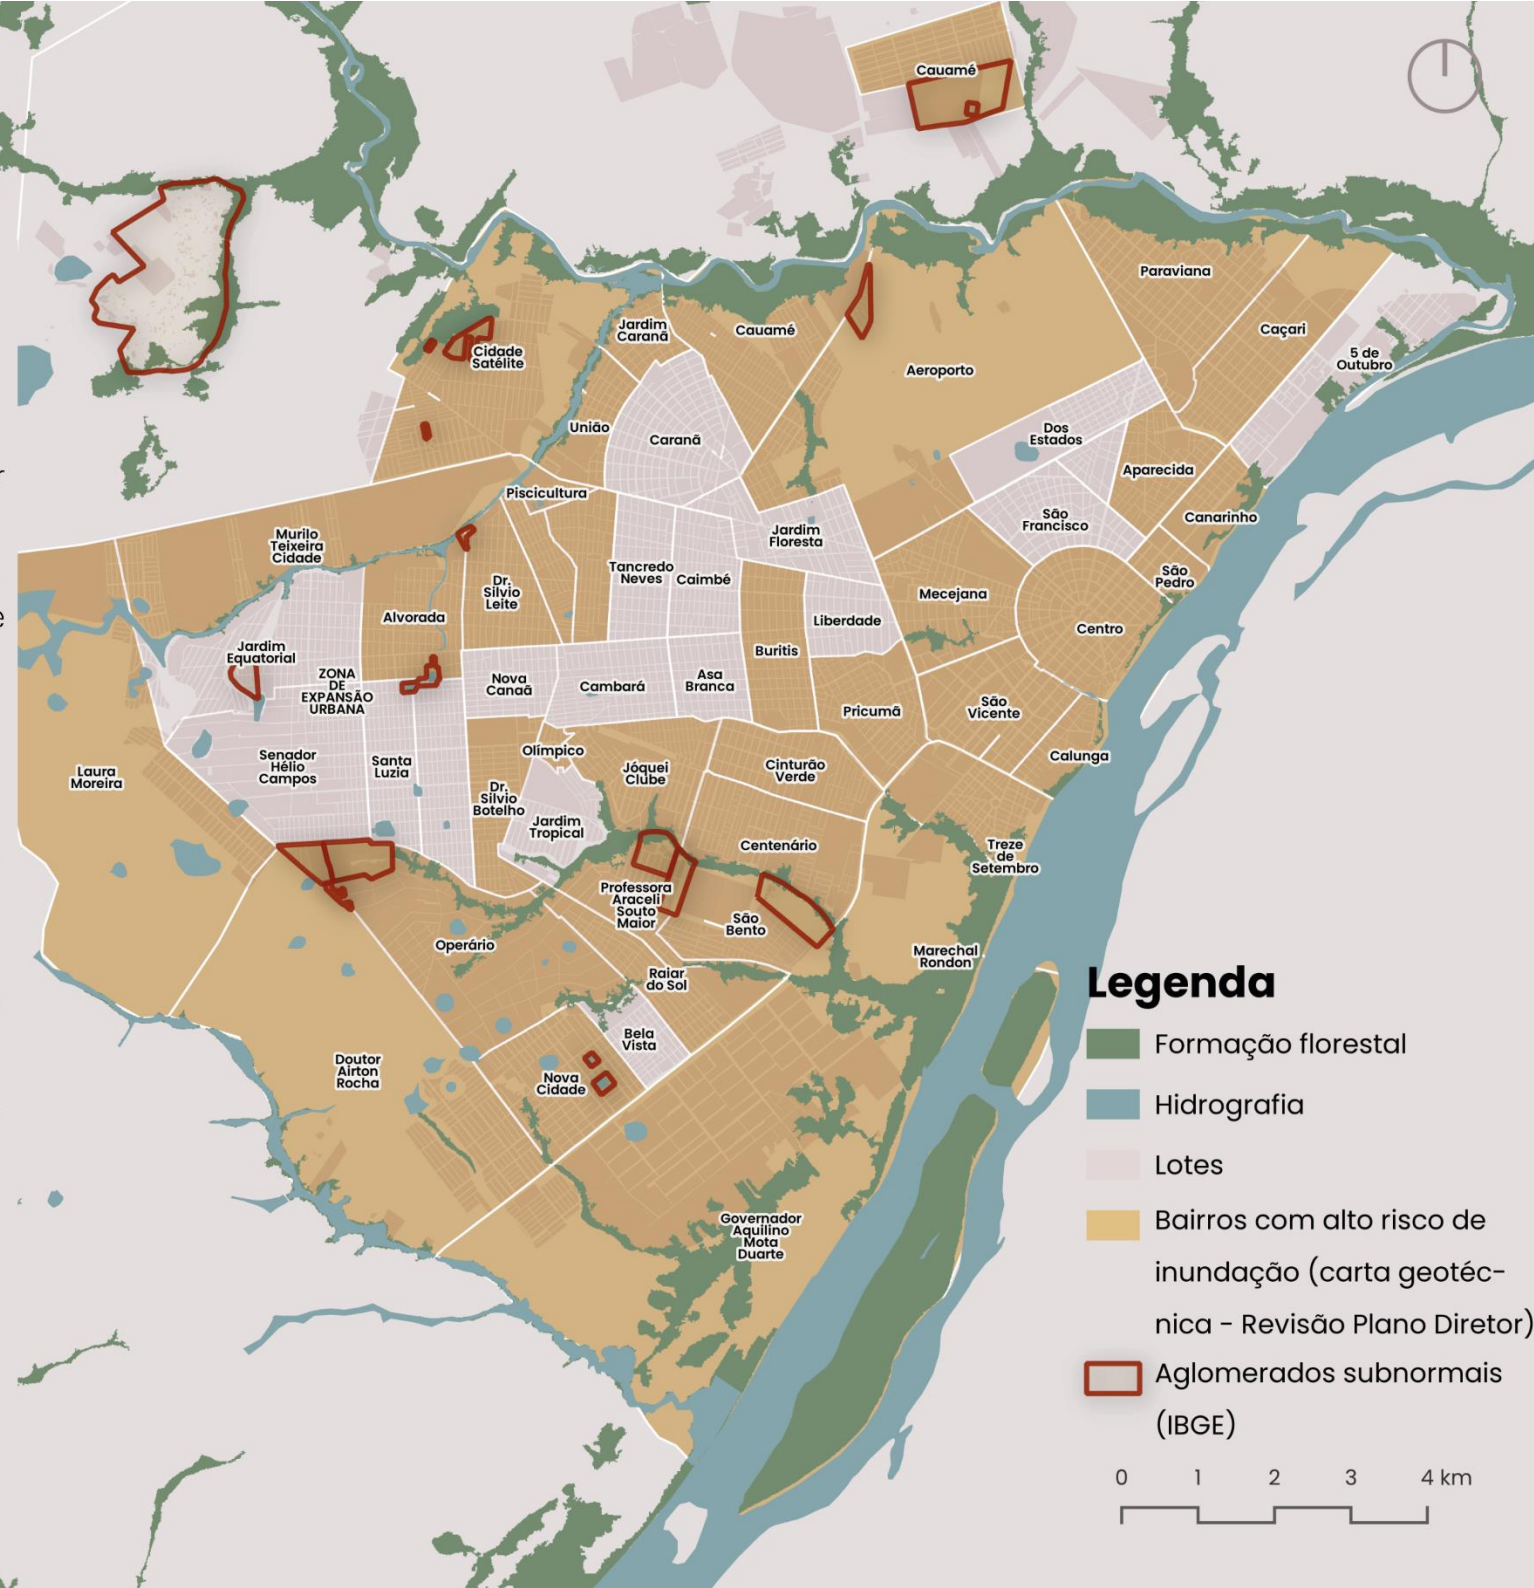 Cauamé
Paraviana
Jardim
Caranã
Cauamé
Caçari
Cidade
Satélite
5 de
Outubro
Aeroporto
União
Caranã
Dos
Estados
Aparecida
Piscicultura
São
Francisco
Canarinho
Jardim
Floresta
Murilo
Teixeira
Cidade
Tancredo
Neves
Caimbé
São
Pedro
Dr.
Silvio
Leite
Mecejana
Alvorada
Liberdade
Centro
Jardim
Equatorial
Buritis
ZONA
DE
EXPANSÃO
URBANA
Nova
Canaã
Cambará
Asa
Branca
Pricumã
São
Vicente
Olímpico
Calunga
Senador
Hélio
Campos
Santa
Luzia
Jóquei
Clube
Cinturão
Verde
Laura
Moreira
Dr.
Silvio
Botelho
Jardim
Tropical
Centenário
Treze
de
Setembro
Professora
Araceli
Souto
Maior
São
Bento
Operário
Marechal
Rondon
Raiar
do Sol
Bela
Vista
Doutor
Airton
Rocha
Nova
Cidade
Governador
Aquilino
Mota
Duarte
Legenda
Formação florestal
Hidrografia
Lotes
Bairros com alto risco de
inundação (carta geotéc-
nica - Revisão Plano Diretor)
Aglomerados subnormais
(IBGE)
0 1 2 3 4 km